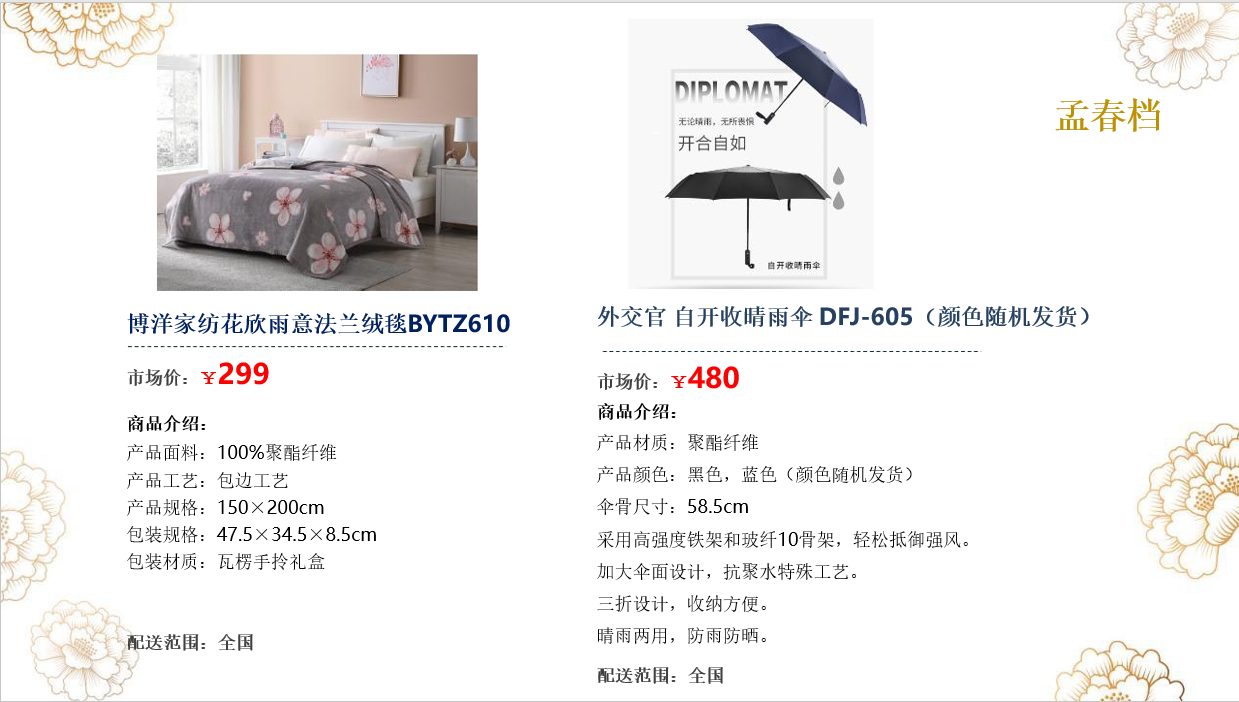 孟春档
DIPLOMAT
无论晴雨，无所畏惧
开合自如
自开收晴雨伞
博洋家纺花欣雨意法兰绒毯BYTZ610
市场价：￥299
商品介绍：
产品面料：100%聚酯纤维
产品工艺：包边工艺
产品规格：150×200cm
包装规格：47.5×34.5×8.5cm
包装材质：瓦楞手拎礼盒
配送范围：全国
外交官 自开收晴雨伞 DFJ-605（颜色随机发货）
市场价：￥480
商品介绍：
产品材质：聚酯纤维
产品颜色：黑色，蓝色（颜色随机发货）
伞骨尺寸：58.5cm
采用高强度铁架和玻纤10骨架，轻松抵御强风。
加大伞面设计，抗聚水特殊工艺。
三折设计，收纳方便。
晴雨两用，防雨防晒。
配送范围：全国